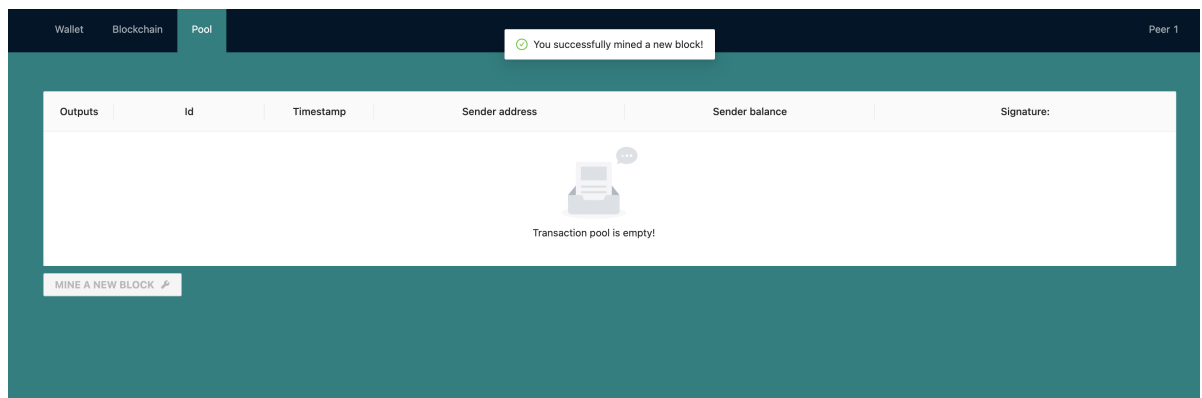 Wallet Blockchain Pool Peer 1
You successfully mined a new block!
Outputs Id Timestamp Sender address Sender balance Signature:
Transaction pool is empty!
MINE A NEW BLOCK